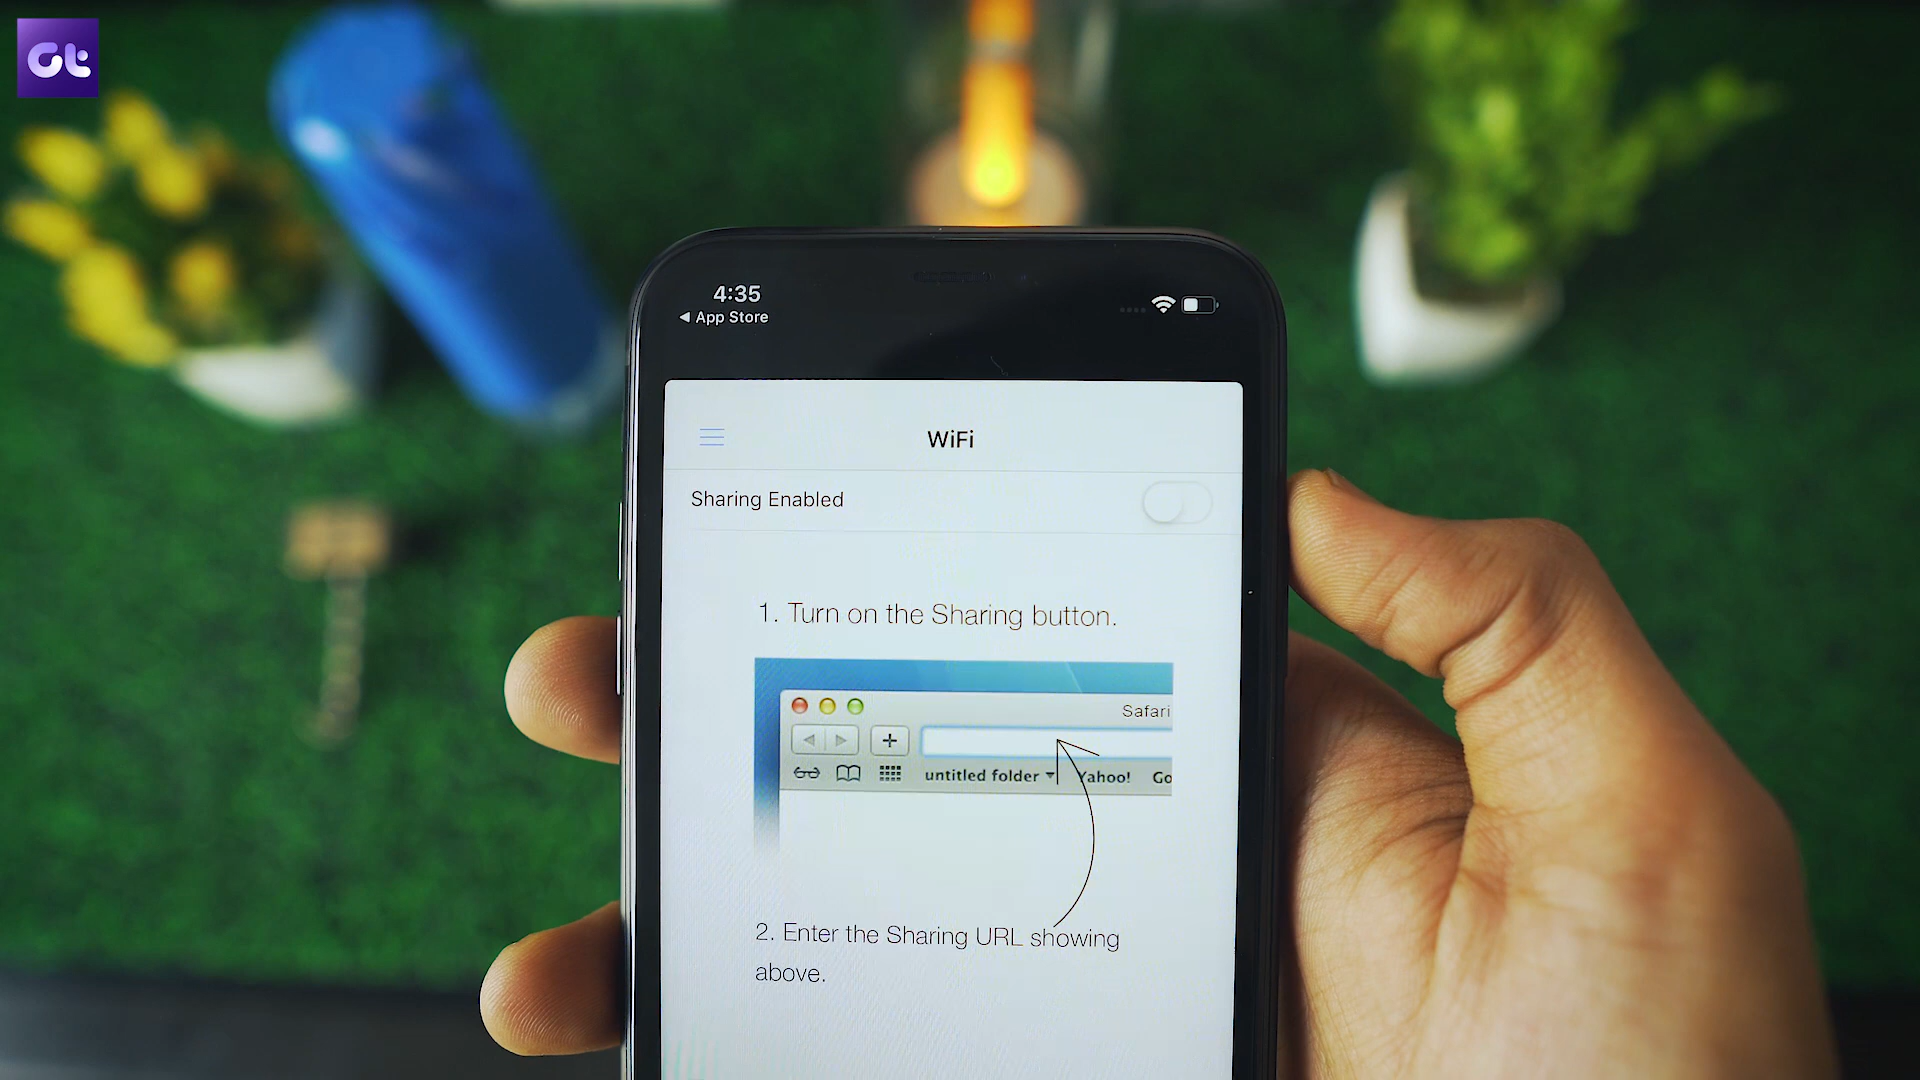 Gt
4:35
◀ App Store
WiFi
Sharing Enabled
1. Turn on the Sharing button.
Safari
untitled folder ▾ Yahoo! Go
2. Enter the Sharing URL showing
above.